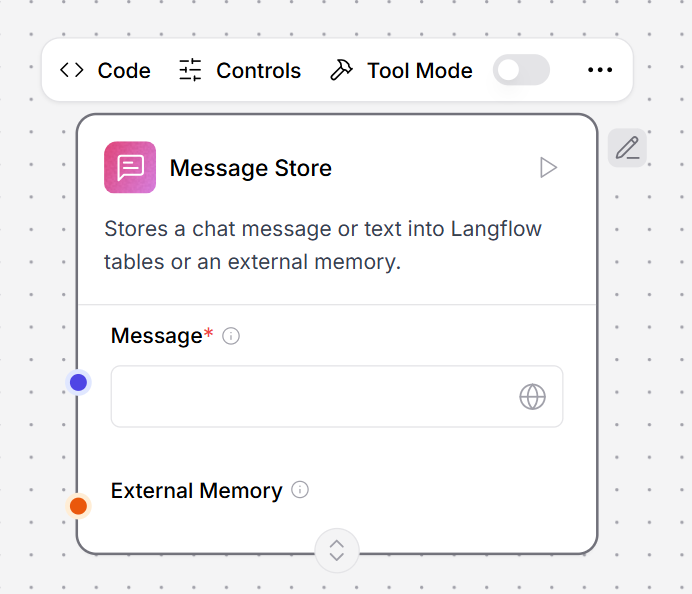 Code Controls Tool Mode
Message Store
Stores a chat message or text into Langflow
tables or an external memory.
Message*
External Memory